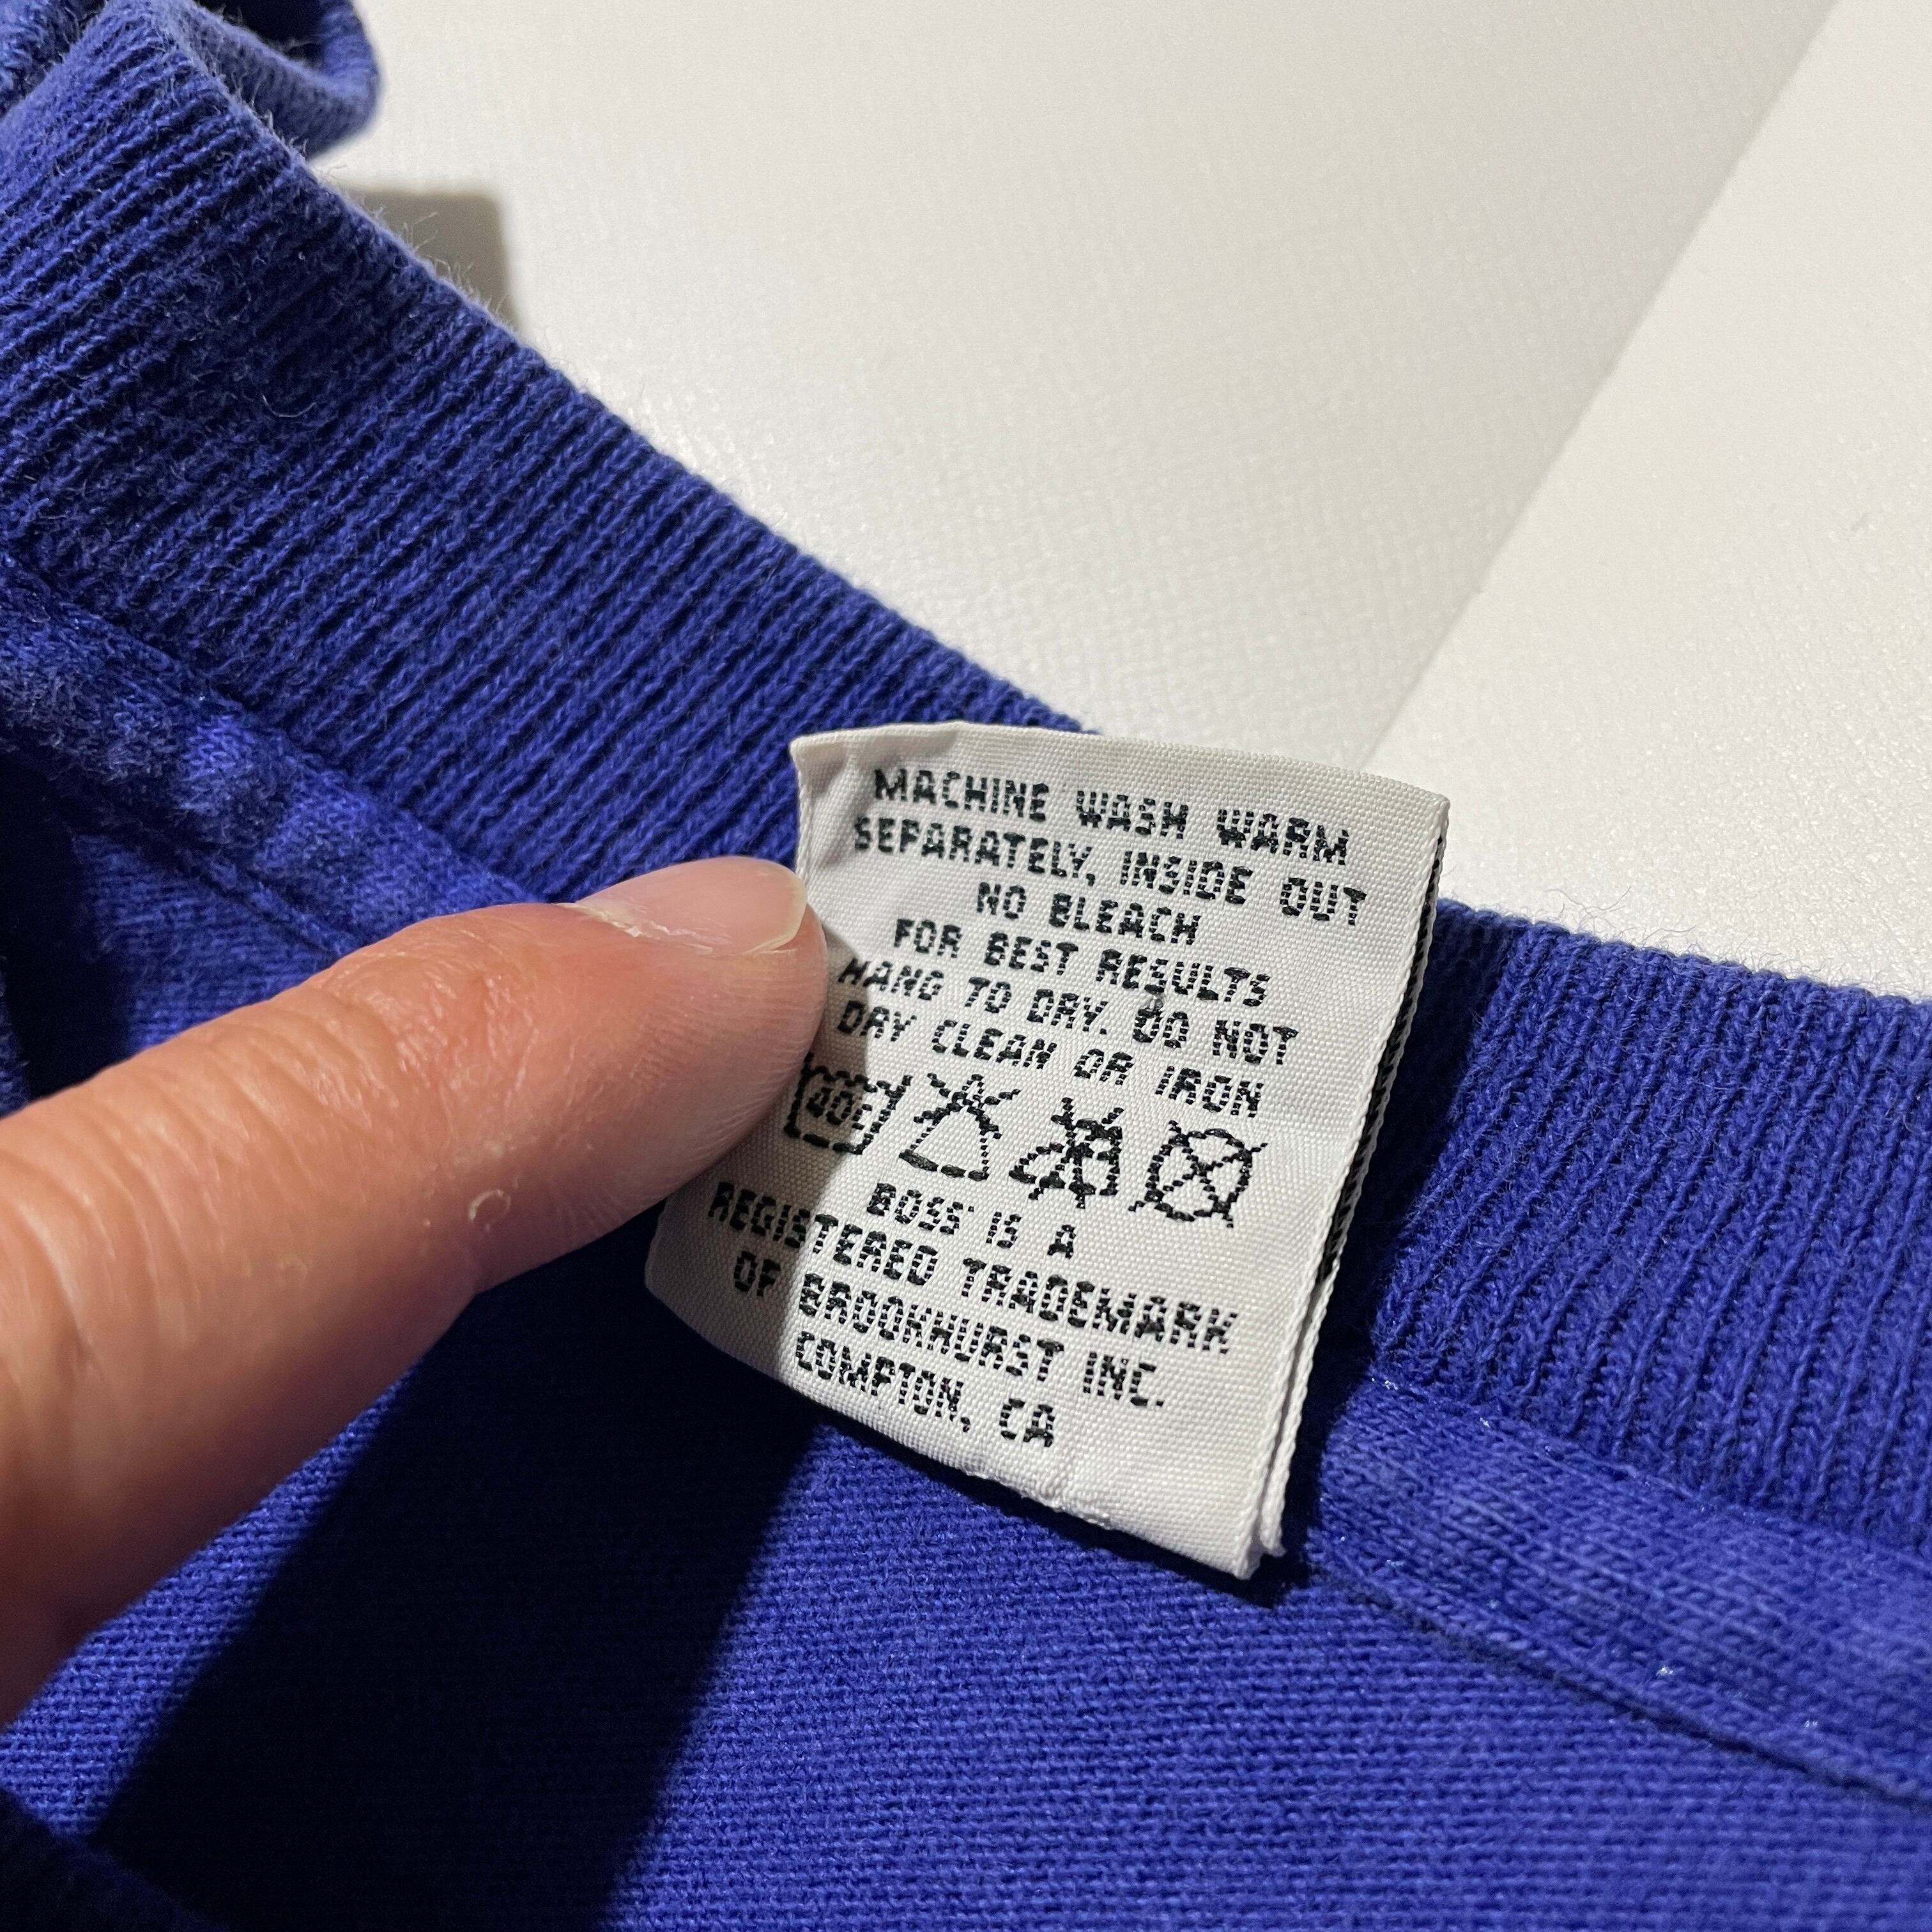 MACHINE WASH WARM
SEPARATELY, INSIDE OUT
NO BLEACH
FOR BEST RESULTS
HANG TO DRY. DO NOT
DRY CLEAN OR IRON
40c
BOSS' IS A
REGISTERED TRADEMARK
OF BROOKHURST INC.
COMPTON, CA